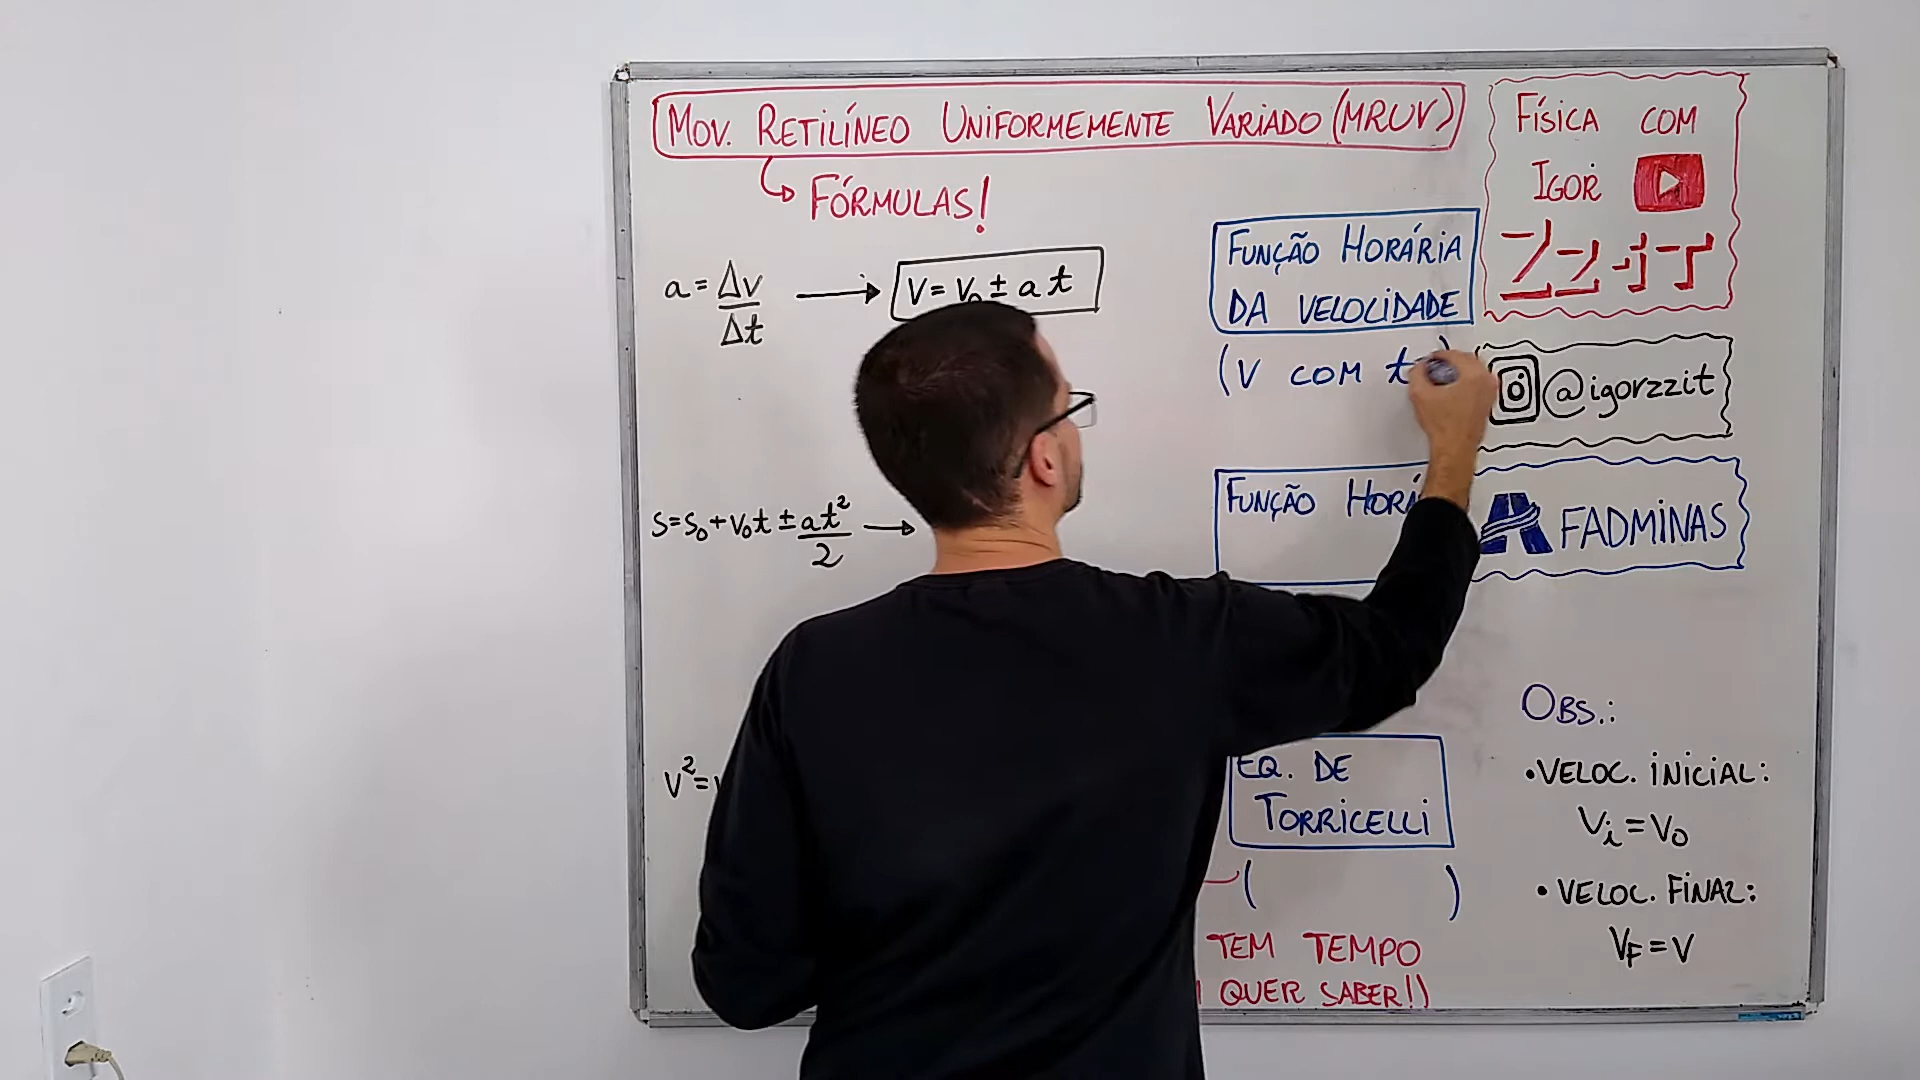 MOV. RETILÍNEO UNIFORMEMENTE VARIADO (MRUV)
FÓRMULAS!
a = Δv/Δt → V = V₀ ± a t
FUNÇÃO HORÁRIA
DA VELOCIDADE
(V COM t
S = S₀ + V₀t ± at²/2 →
FUNÇÃO HORÁ
V² =
EQ. DE
TORRICELLI
( )
TEM TEMPO
QUER SABER!)
FÍSICA COM
IGOR
ZziT
@igorzzit
FADMINAS
OBS.:
• VELOC. INICIAL:
Vi = V₀
• VELOC. FINAL:
VF = V